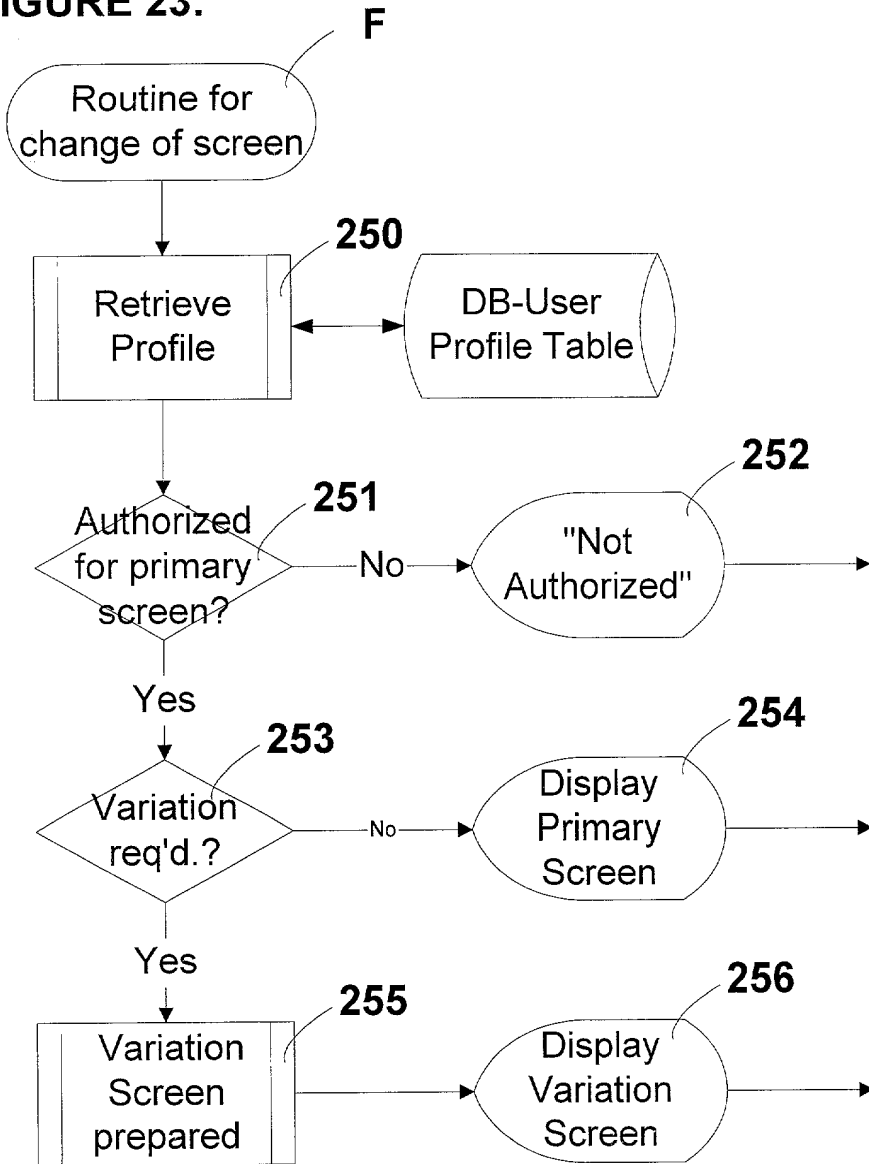 IGURE 23.
F
Routine for
change of screen
250
Retrieve
Profile
DB-User
Profile Table
251
Authorized
for primary
screen?
No
252
"Not
Authorized"
Yes
253
Variation
req'd.?
No
254
Display
Primary
Screen
Yes
255
Variation
Screen
prepared
256
Display
Variation
Screen